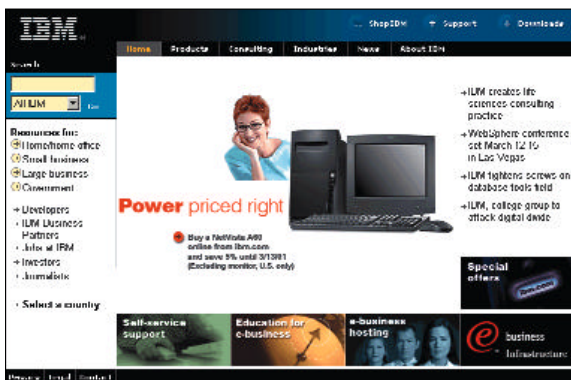 IBM
ShopIBM Support Downloads
Home Products Consulting Industries News About IBM
Search
All IBM Go
Resources for:
Home/home office
Small business
Large business
Government
Developers
IBM Business
Partners
Jobs at IBM
Investors
Journalists
Select a country
Power priced right
Buy a NetVista A60
online from ibm.com
and save 5% until 3/13/01
(Excluding monitor, U.S. only)
IBM creates life
sciences consulting
practice
WebSphere conference
set March 12-15
in Las Vegas
IBM tightens screws on
database tools field
IBM, college group to
attack digital divide
Special
offers
ibm.com
Self-service
support
Education for
e-business
e-business
hosting
e business
Infrastructure
Privacy Legal Contact